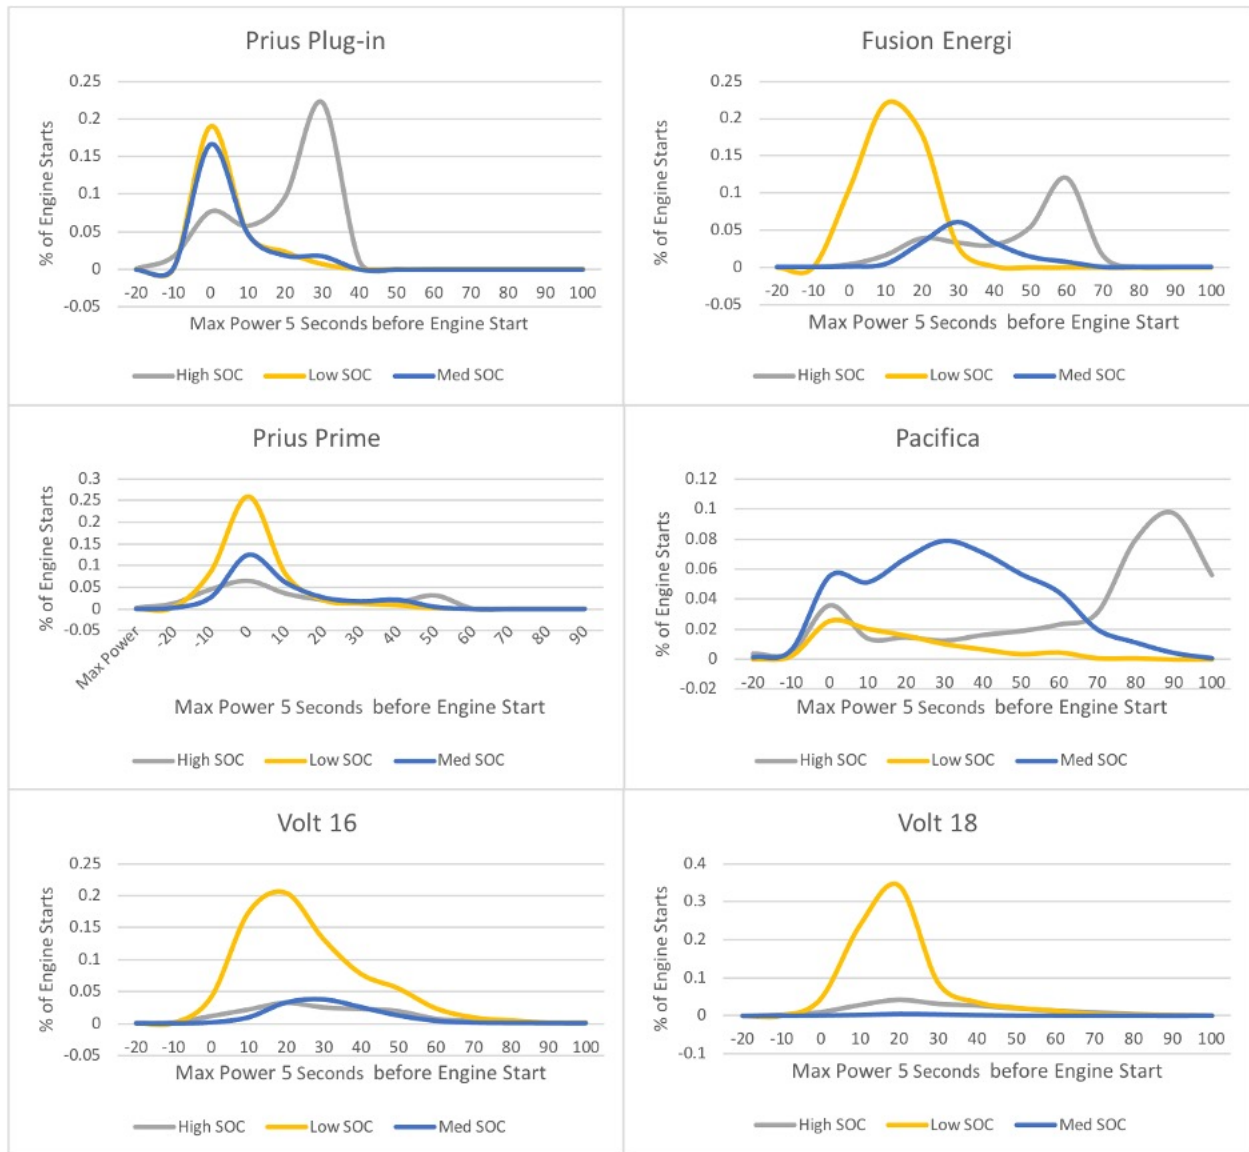 Prius Plug-in
0.25
0.2
0.15
0.1
0.05
0
-0.05
% of Engine Starts
-20 -10 0 10 20 30 40 50 60 70 80 90 100
Max Power 5 Seconds before Engine Start
High SOC Low SOC Med SOC
Fusion Energi
0.25
0.2
0.15
0.1
0.05
0
-0.05
% of Engine Starts
-20 -10 0 10 20 30 40 50 60 70 80 90 100
Max Power 5 Seconds before Engine Start
High SOC Low SOC Med SOC
Prius Prime
0.3
0.25
0.2
0.15
0.1
0.05
0
-0.05
% of Engine Starts
Max Power -20 -10 0 10 20 30 40 50 60 70 80 90
Max Power 5 Seconds before Engine Start
High SOC Low SOC Med SOC
Pacifica
0.12
0.1
0.08
0.06
0.04
0.02
0
-0.02
% of Engine Starts
-20 -10 0 10 20 30 40 50 60 70 80 90 100
Max Power 5 Seconds before Engine Start
High SOC Low SOC Med SOC
Volt 16
0.25
0.2
0.15
0.1
0.05
0
-0.05
% of Engine Starts
-20 -10 0 10 20 30 40 50 60 70 80 90 100
Max Power 5 Seconds before Engine Start
High SOC Low SOC Med SOC
Volt 18
0.4
0.3
0.2
0.1
0
-0.1
% of Engine Starts
-20 -10 0 10 20 30 40 50 60 70 80 90 100
Max Power 5 Seconds before Engine Start
High SOC Low SOC Med SOC